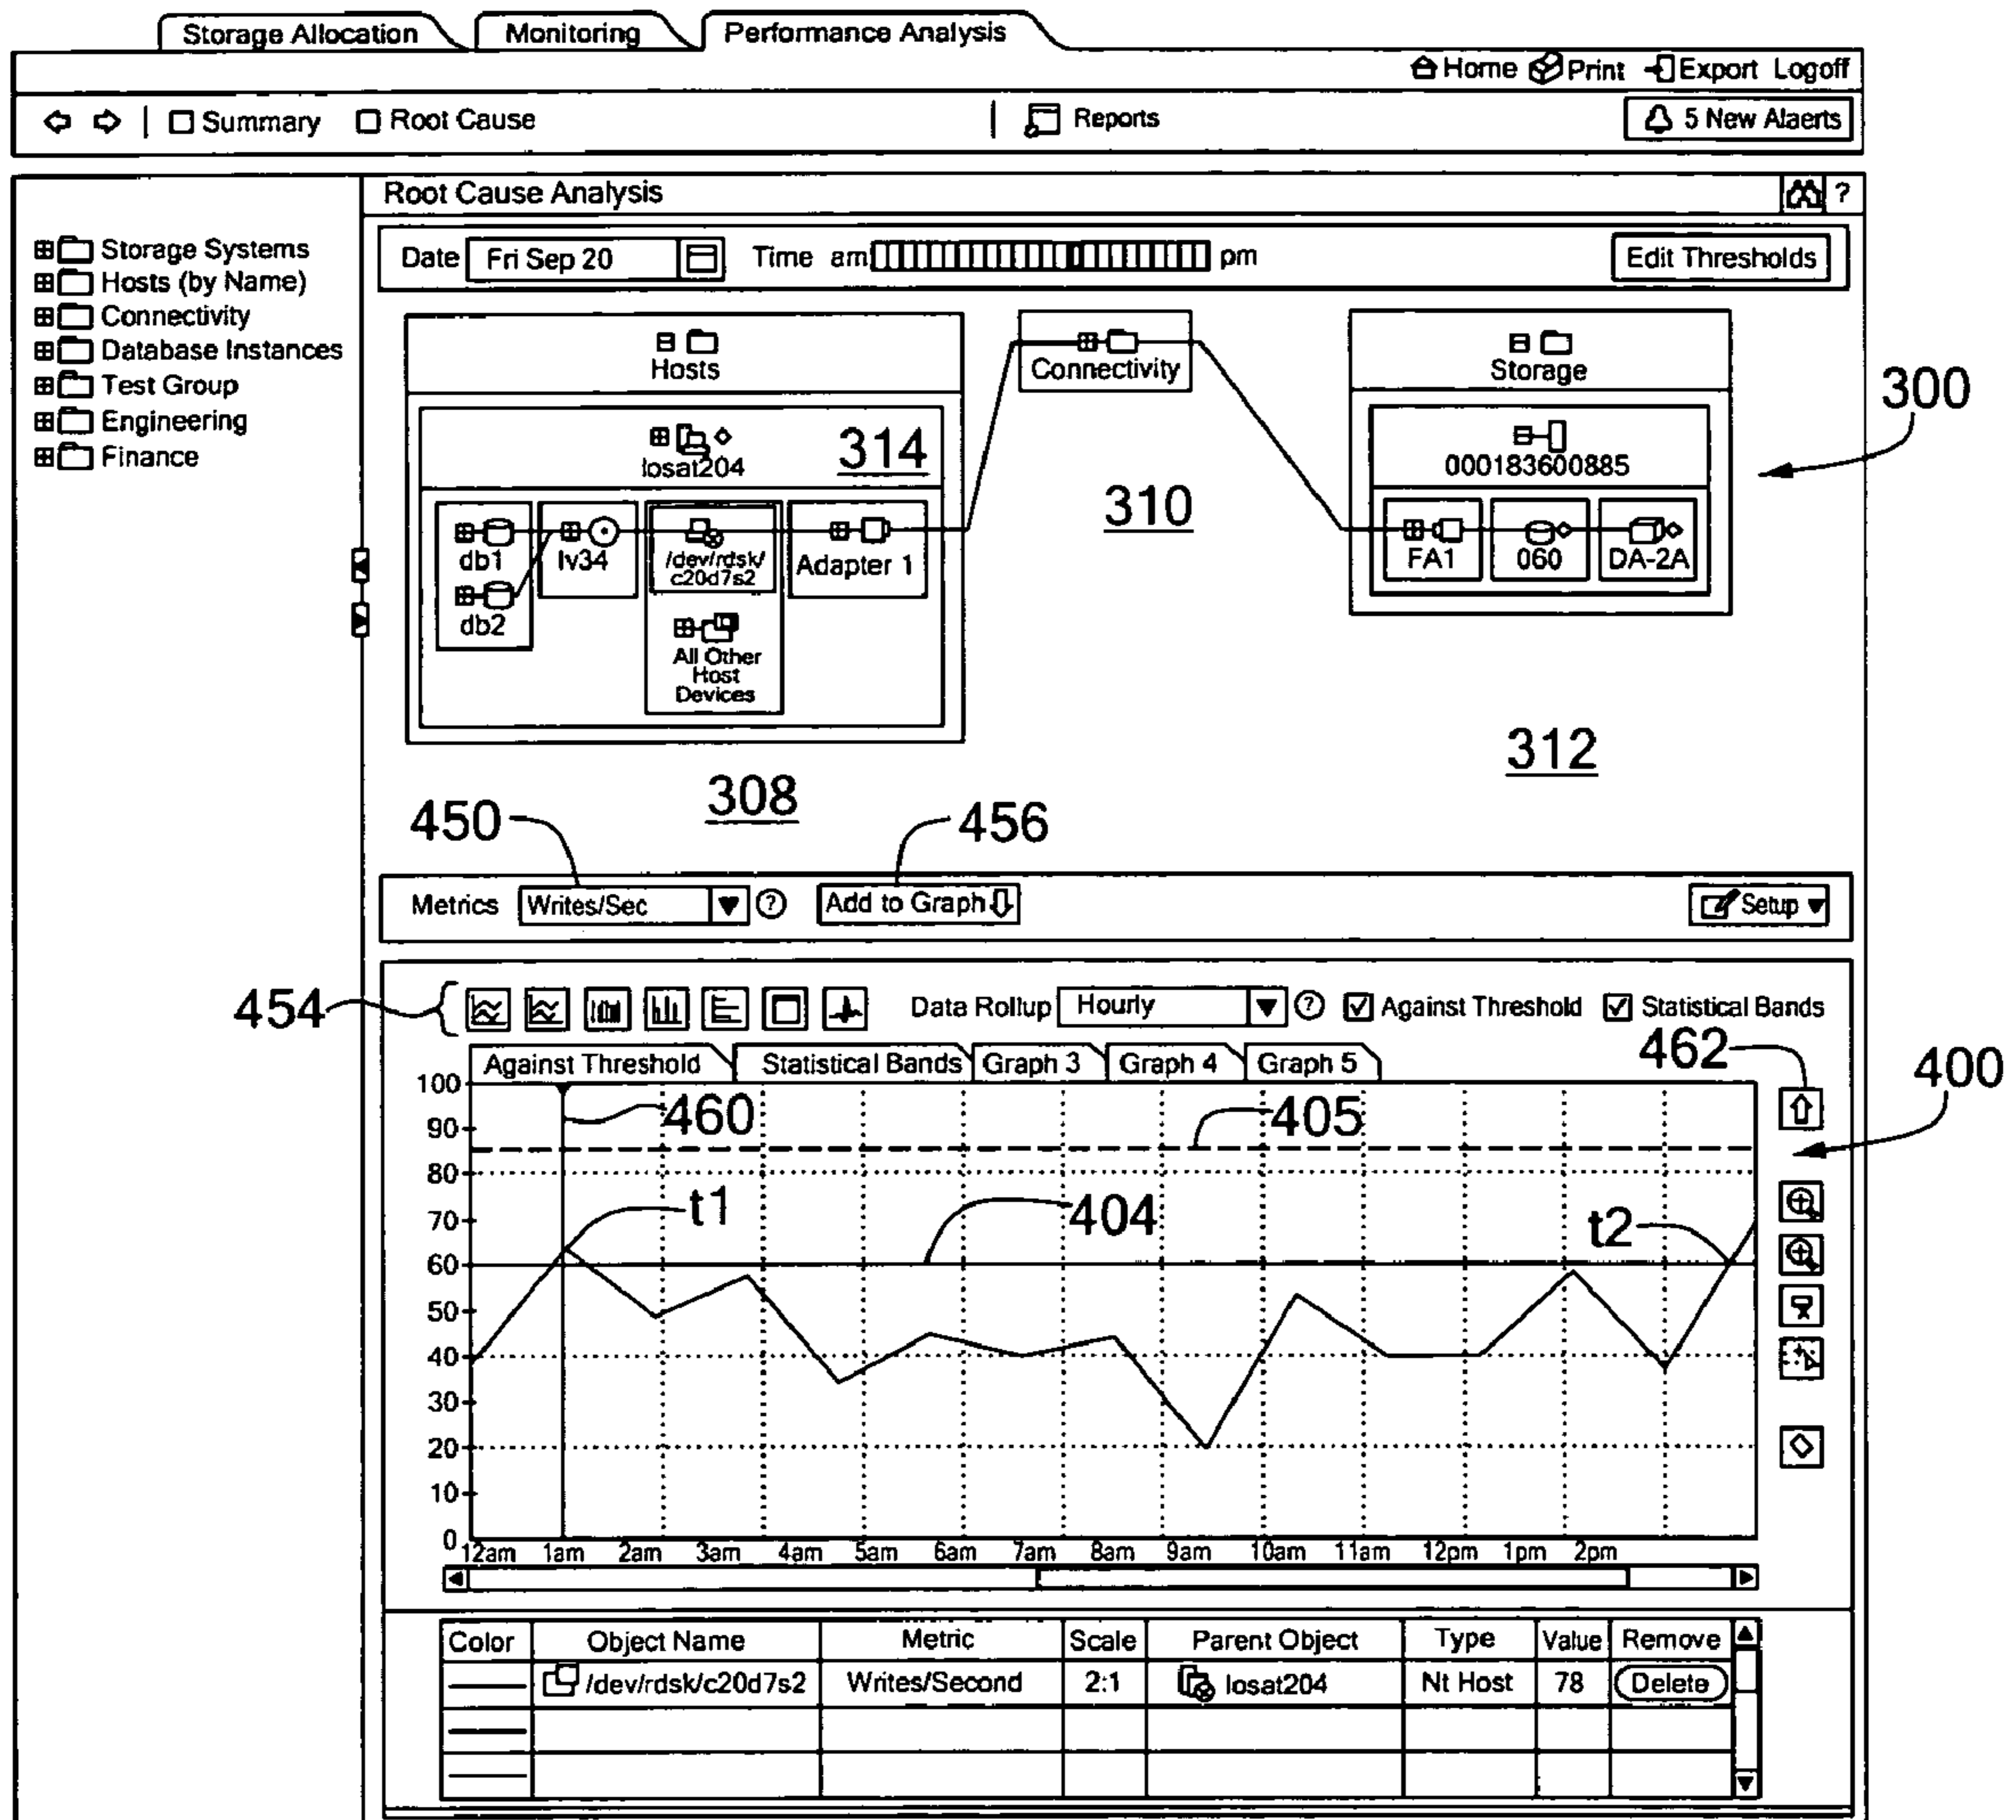 Storage Allocation Monitoring Performance Analysis
Home Print Export Logoff
Summary Root Cause Reports 5 New Alaerts
Root Cause Analysis ?
Storage Systems
Hosts (by Name)
Connectivity
Database Instances
Test Group
Engineering
Finance
Date Fri Sep 20 Time am pm Edit Thresholds
Hosts
Connectivity
Storage
300
losat204
314
310
000183600885
db1
lv34
/dev/rdsk/
c20d7s2
Adapter 1
FA1
060
DA-2A
db2
All Other
Host
Devices
312
308
450
456
Metrics Writes/Sec ? Add to Graph Setup
454
Data Rollup Hourly ? Against Threshold Statistical Bands
462
400
Against Threshold Statistical Bands Graph 3 Graph 4 Graph 5
100
90
80
70
60
50
40
30
20
10
0
460
405
t1
404
t2
12am 1am 2am 3am 4am 5am 6am 7am 8am 9am 10am 11am 12pm 1pm 2pm
Color Object Name Metric Scale Parent Object Type Value Remove
/dev/rdsk/c20d7s2 Writes/Second 2:1 losat204 Nt Host 78 Delete